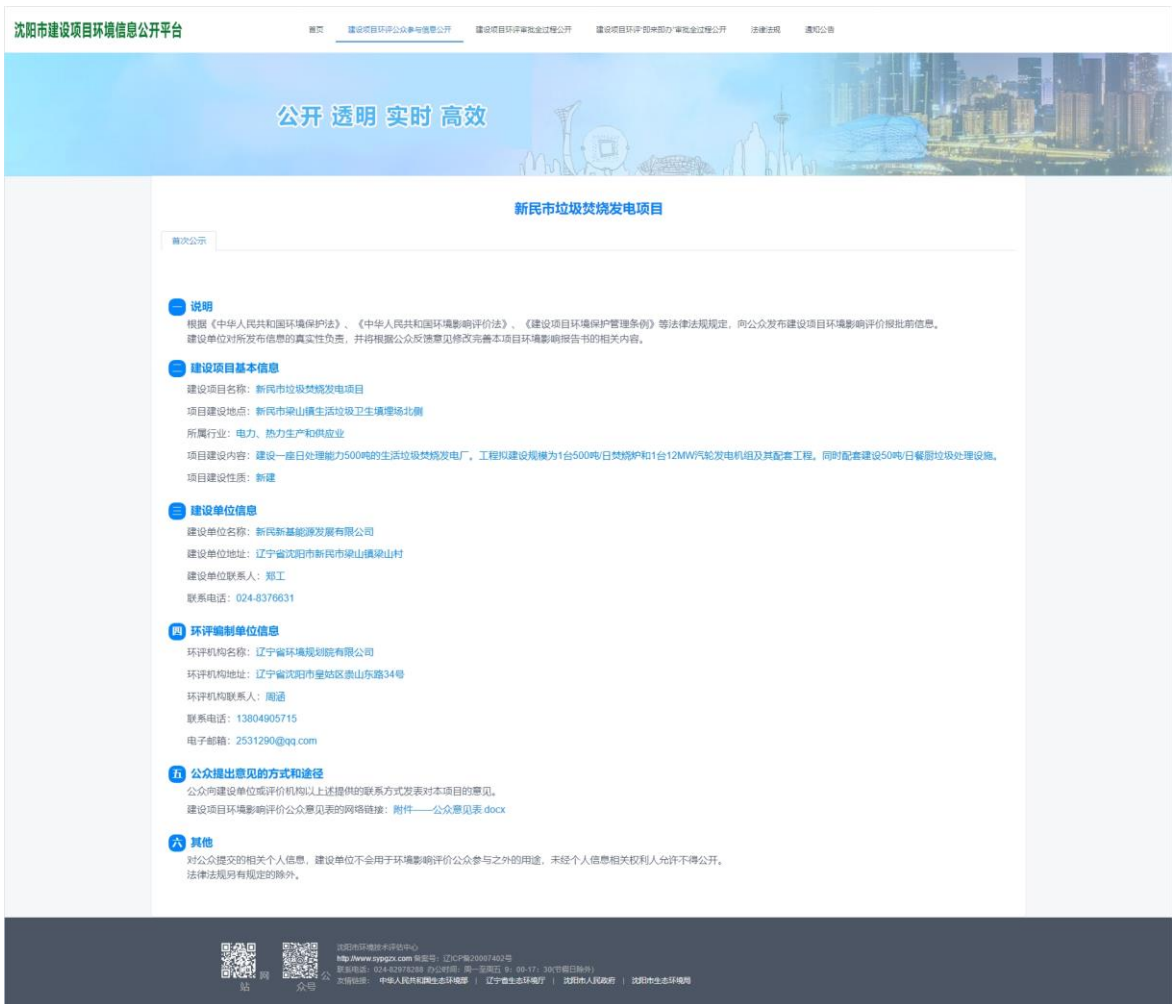 沈阳市建设项目环境信息公开平台
首页 建设项目环评公众参与信息公开 建设项目环评审批全过程公开 建设项目环评“即来即办”审批全过程公开 法律法规 通知公告
公开 透明 实时 高效
新民市垃圾焚烧发电项目
首次公示
一 说明
根据《中华人民共和国环境保护法》、《中华人民共和国环境影响评价法》、《建设项目环境保护管理条例》等法律法规规定，向公众发布建设项目环境影响评价报批前信息。
建设单位对所发布信息的真实性负责，并将根据公众反馈意见修改完善本项目环境影响报告书的相关内容。
二 建设项目基本信息
建设项目名称：新民市垃圾焚烧发电项目
项目建设地点：新民市梁山镇生活垃圾卫生填埋场北侧
所属行业：电力、热力生产和供应业
项目建设内容：建设一座日处理能力500吨的生活垃圾焚烧发电厂。工程拟建设规模为1台500吨/日焚烧炉和1台12MW汽轮发电机组及其配套工程。同时配套建设50吨/日餐厨垃圾处理设施。
项目建设性质：新建
三 建设单位信息
建设单位名称：新民新基能源发展有限公司
建设单位地址：辽宁省沈阳市新民市梁山镇梁山村
建设单位联系人：郑工
联系电话：024-8376631
四 环评编制单位信息
环评机构名称：辽宁省环境规划院有限公司
环评机构地址：辽宁省沈阳市皇姑区崇山东路34号
环评机构联系人：周涵
联系电话：13804905715
电子邮箱：2531290@qq.com
五 公众提出意见的方式和途径
公众向建设单位或评价机构以上述提供的联系方式发表对本项目的意见。
建设项目环境影响评价公众意见表的网络链接：附件——公众意见表.docx
六 其他
对公众提交的相关个人信息，建设单位不会用于环境影响评价公众参与之外的用途，未经个人信息相关权利人允许不得公开。
法律法规另有规定的除外。
网站
公众号
沈阳市环境技术评估中心
http://www.sypgzx.com 备案号：辽ICP备20007402号
联系电话：024-82978288 办公时间：周一至周五 9：00-17：30(节假日除外)
友情链接： 中华人民共和国生态环境部 | 辽宁省生态环境厅 | 沈阳市人民政府 | 沈阳市生态环境局